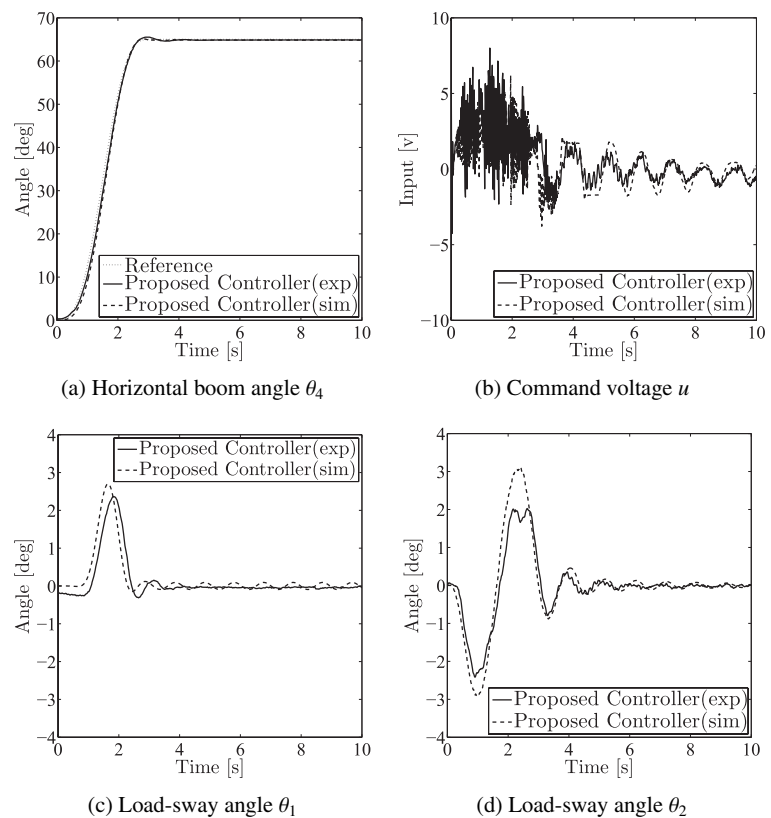 70
60
50
40
30
20
10
0
Angle [deg]
Reference
Proposed Controller(exp)
Proposed Controller(sim)
0 2 4 6 8 10
Time [s]
(a) Horizontal boom angle θ4
10
5
0
−5
−10
Input [v]
Proposed Controller(exp)
Proposed Controller(sim)
0 2 4 6 8 10
Time [s]
(b) Command voltage u
4
3
2
1
0
−1
−2
−3
−4
Angle [deg]
Proposed Controller(exp)
Proposed Controller(sim)
0 2 4 6 8 10
Time [s]
(c) Load-sway angle θ1
4
3
2
1
0
−1
−2
−3
−4
Angle [deg]
Proposed Controller(exp)
Proposed Controller(sim)
0 2 4 6 8 10
Time [s]
(d) Load-sway angle θ2